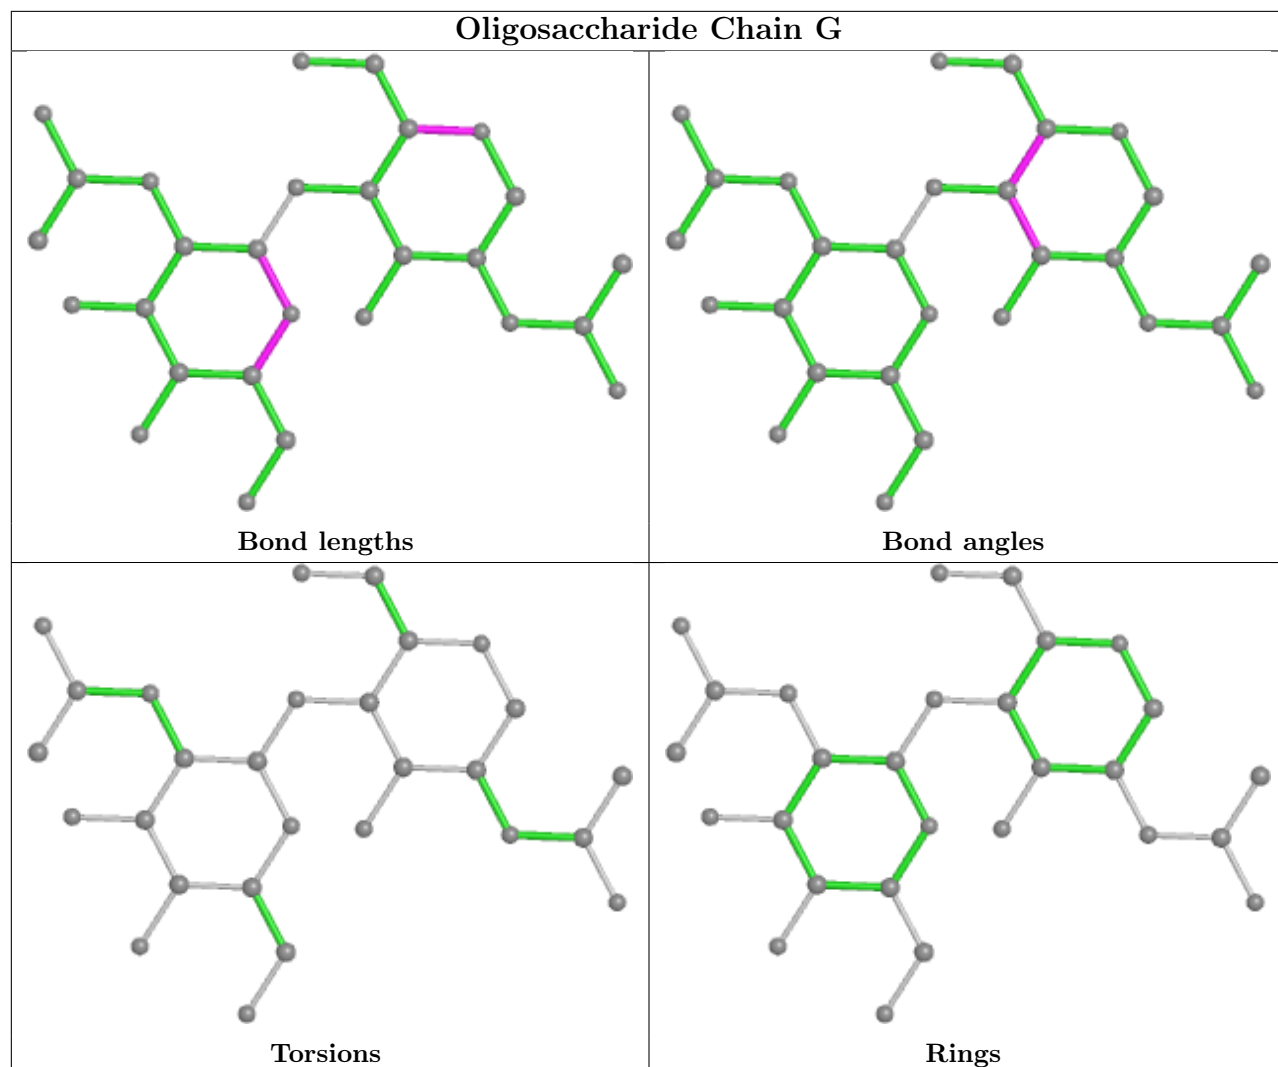 Oligosaccharide Chain G
Bond lengths
Bond angles
Torsions
Rings